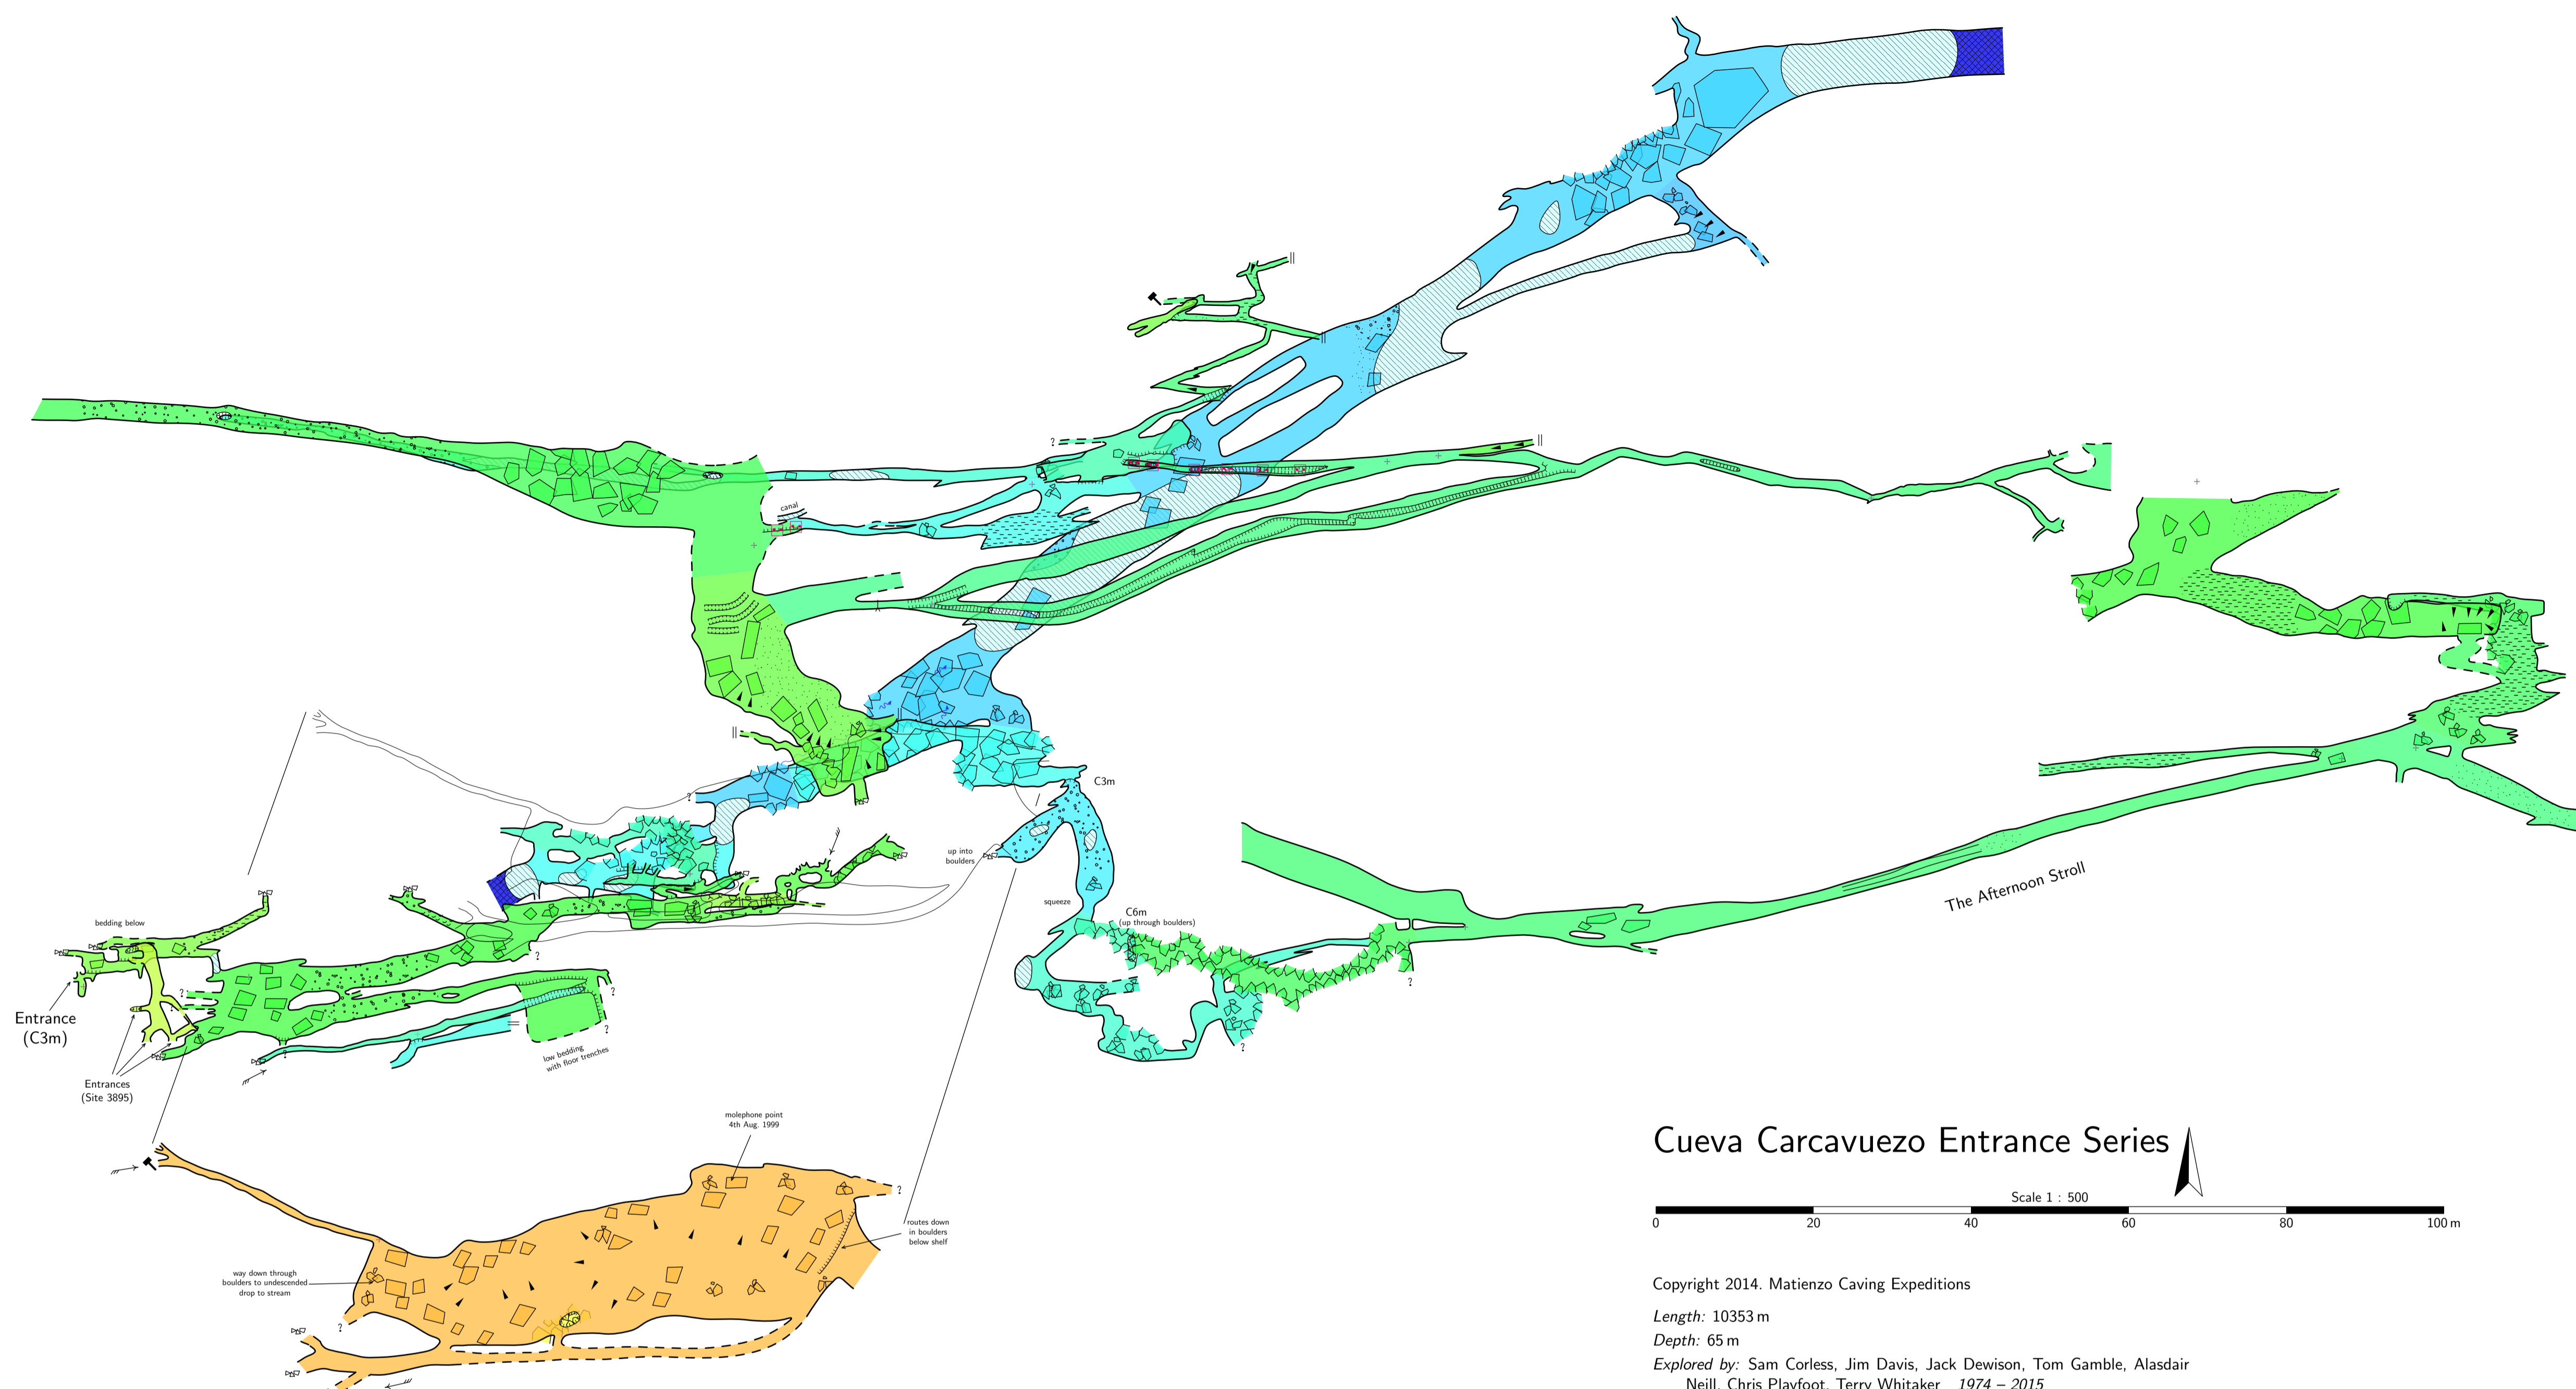 ?
canal
||
||
?
||
||
?
C3m
up into
boulders
squeeze
C6m
(up through boulders)
bedding below
?
?
?
?
?
?
?
?
Entrance
(C3m)
Entrances
(Site 3895)
low bedding
with floor trenches
The Afternoon Stroll
molephone point
4th Aug. 1999
?
routes down
in boulders
below shelf
way down through
boulders to undescended
drop to stream
?
Cueva Carcavuezo Entrance Series
Scale 1 : 500
0 20 40 60 80 100 m
Copyright 2014. Matienzo Caving Expeditions
Length: 10353 m
Depth: 65 m
Explored by: Sam Corless, Jim Davis, Jack Dewison, Tom Gamble, Alasdair
Neill, Chris Playfoot, Terry Whitaker 1974 – 2015